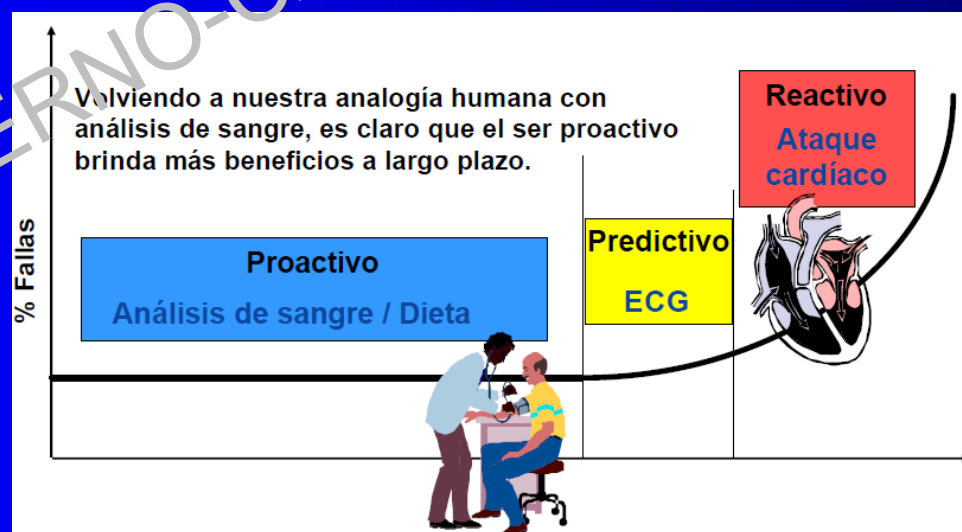 Volviendo a nuestra analogía humana con
análisis de sangre, es claro que el ser proactivo
brinda más beneficios a largo plazo.
Reactivo
Ataque
cardíaco
% Fallas
Proactivo
Análisis de sangre / Dieta
Predictivo
ECG